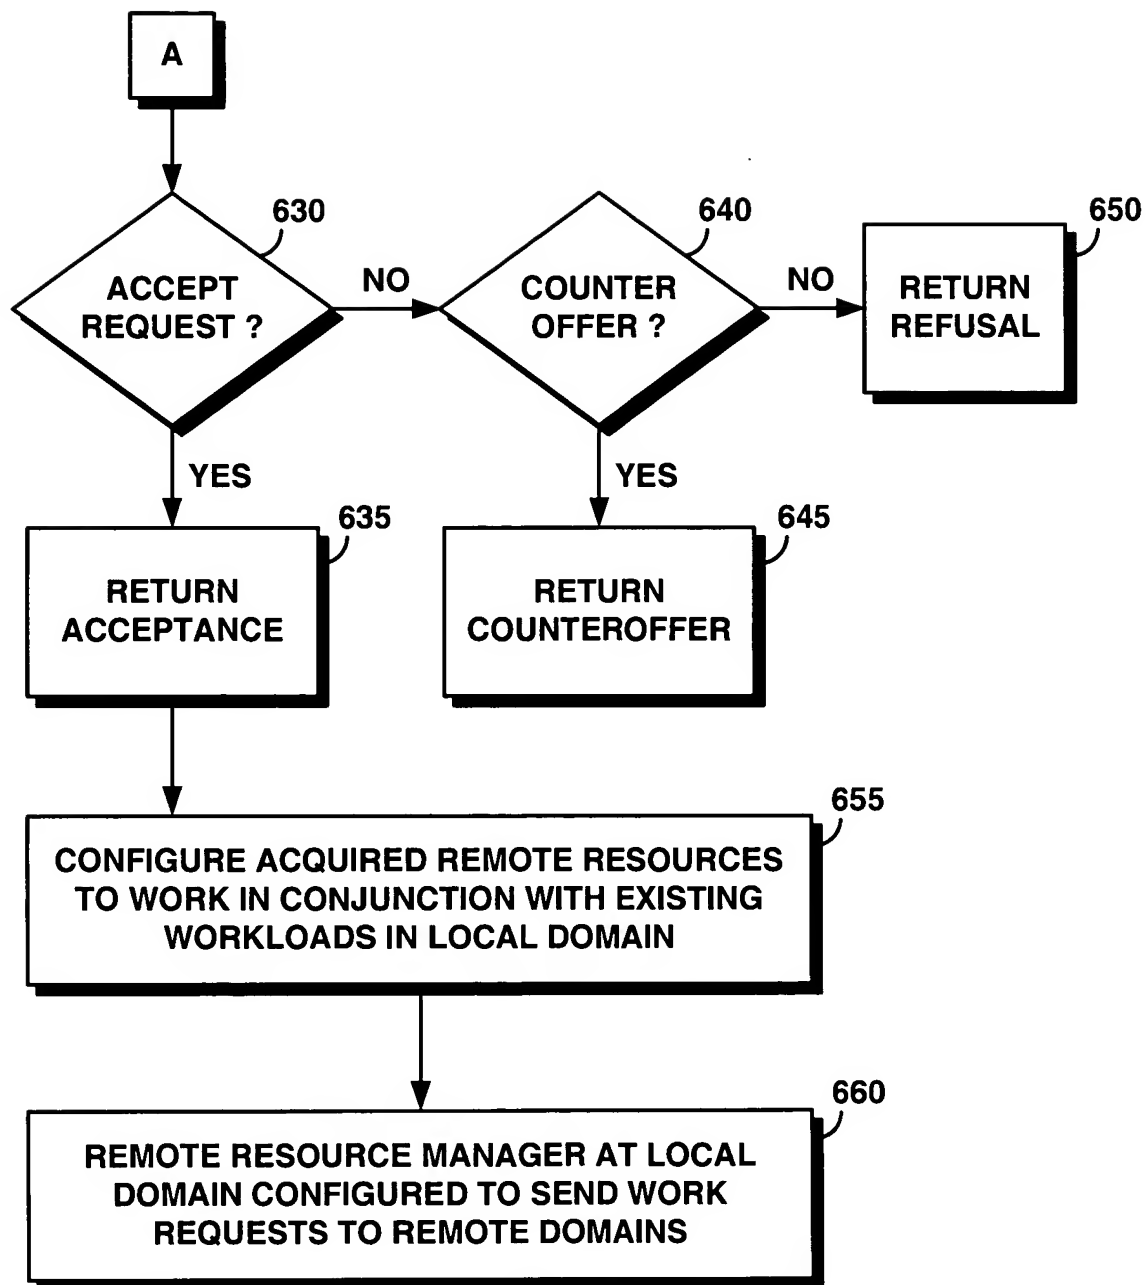 A
630
ACCEPT
REQUEST ?
NO
640
COUNTER
OFFER ?
NO
650
RETURN
REFUSAL
YES
YES
635
RETURN
ACCEPTANCE
645
RETURN
COUNTEROFFER
655
CONFIGURE ACQUIRED REMOTE RESOURCES
TO WORK IN CONJUNCTION WITH EXISTING
WORKLOADS IN LOCAL DOMAIN
660
REMOTE RESOURCE MANAGER AT LOCAL
DOMAIN CONFIGURED TO SEND WORK
REQUESTS TO REMOTE DOMAINS